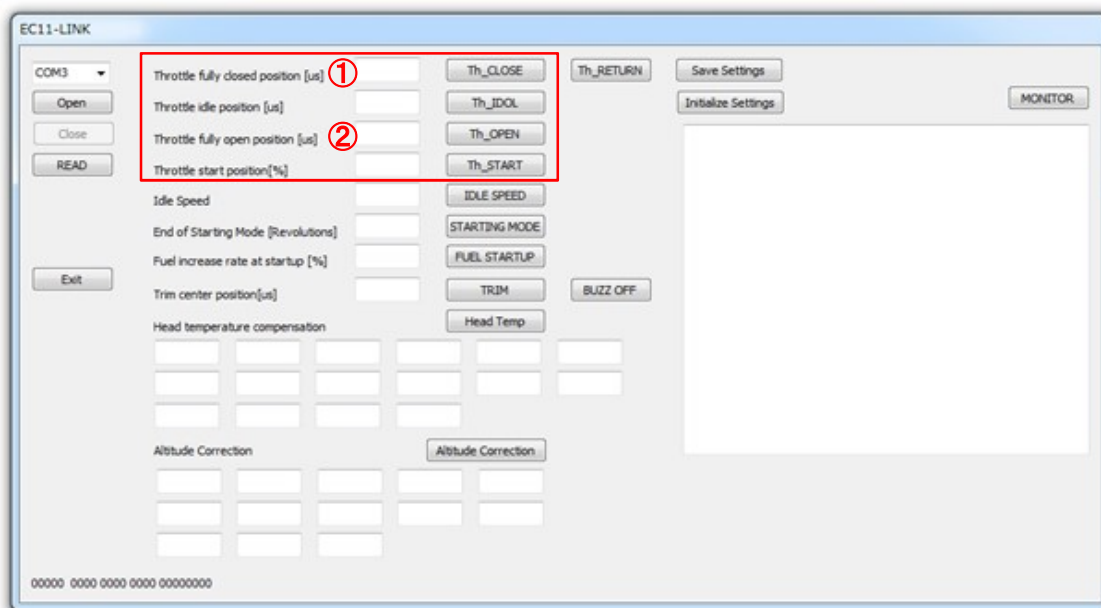 EC11-LINK
COM3
Throttle fully closed position [us] ① Th_CLOSE Th_RETURN Save Settings
Open Throttle idle position [us] Th_IDOL Initialize Settings MONITOR
Close Throttle fully open position [us] ② Th_OPEN
READ Throttle start position[%] Th_START
Idle Speed IDLE SPEED
End of Starting Mode [Revolutions] STARTING MODE
Fuel increase rate at startup [%] FUEL STARTUP
Exit Trim center position[us] TRIM BUZZ OFF
Head temperature compensation Head Temp
Altitude Correction Altitude Correction
00000 0000 0000 0000 00000000